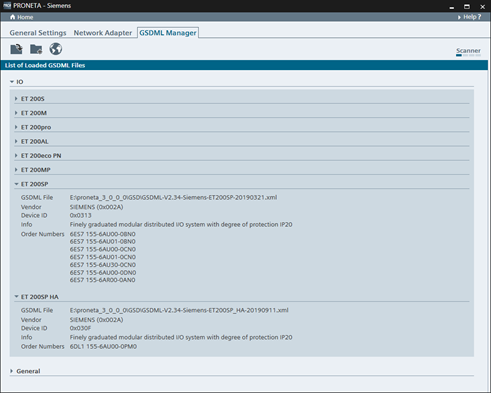 PRONETA - Siemens
Home
Help ?
General Settings Network Adapter GSDML Manager
Scanner
List of Loaded GSDML Files
IO
ET 200S
ET 200M
ET 200pro
ET 200AL
ET 200eco PN
ET 200MP
ET 200SP
GSDML File E:\proneta_3_0_0_0\GSD\GSDML-V2.34-Siemens-ET200SP-20190321.xml
Vendor SIEMENS (0x002A)
Device ID 0x0313
Info Finely graduated modular distributed I/O system with degree of protection IP20
Order Numbers 6ES7 155-6AU00-0BN0
6ES7 155-6AU01-0BN0
6ES7 155-6AU00-0CN0
6ES7 155-6AU01-0CN0
6ES7 155-6AU30-0CN0
6ES7 155-6AU00-0DN0
6ES7 155-6AR00-0AN0
ET 200SP HA
GSDML File E:\proneta_3_0_0_0\GSD\GSDML-V2.34-Siemens-ET200SP_HA-20190911.xml
Vendor SIEMENS (0x002A)
Device ID 0x030F
Info Finely graduated modular distributed I/O system with degree of protection IP20
Order Numbers 6DL1 155-6AU00-0PM0
General